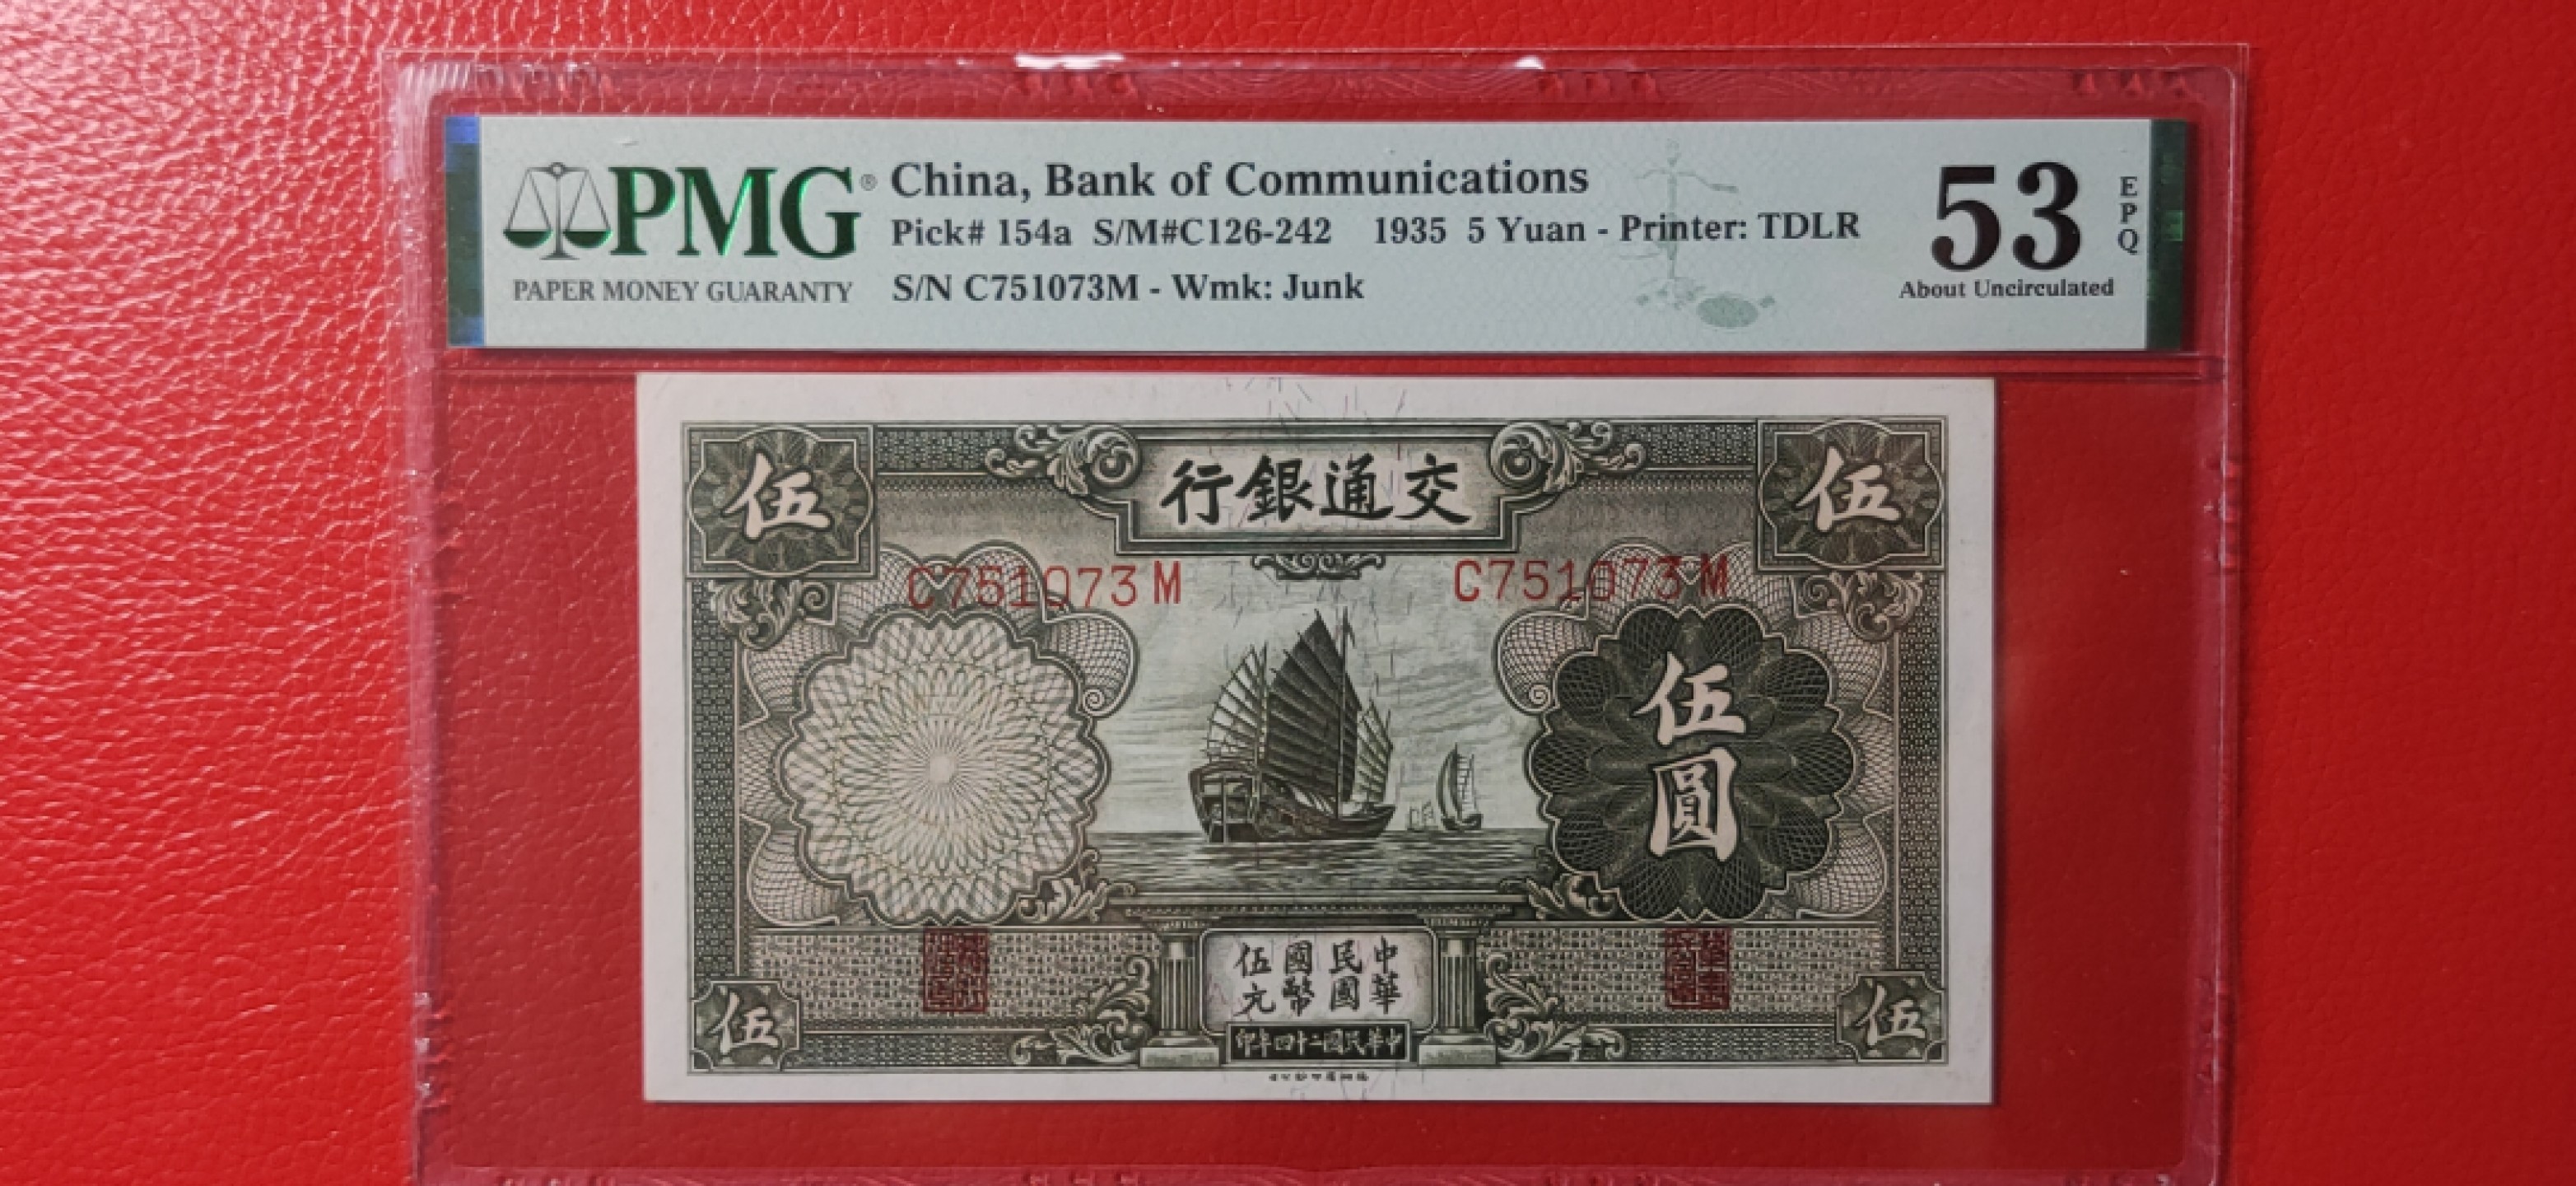 PMG®
PAPER MONEY GUARANTY
China, Bank of Communications
Pick# 154a S/M#C126-242 1935 5 Yuan - Printer: TDLR
S/N C751073M - Wmk: Junk
53
EPQ
About Uncirculated
伍
行銀通交
伍
C751073M
C751073M
伍圓
中華
民國
國幣
伍元
伍
印年四十二國民華中
伍